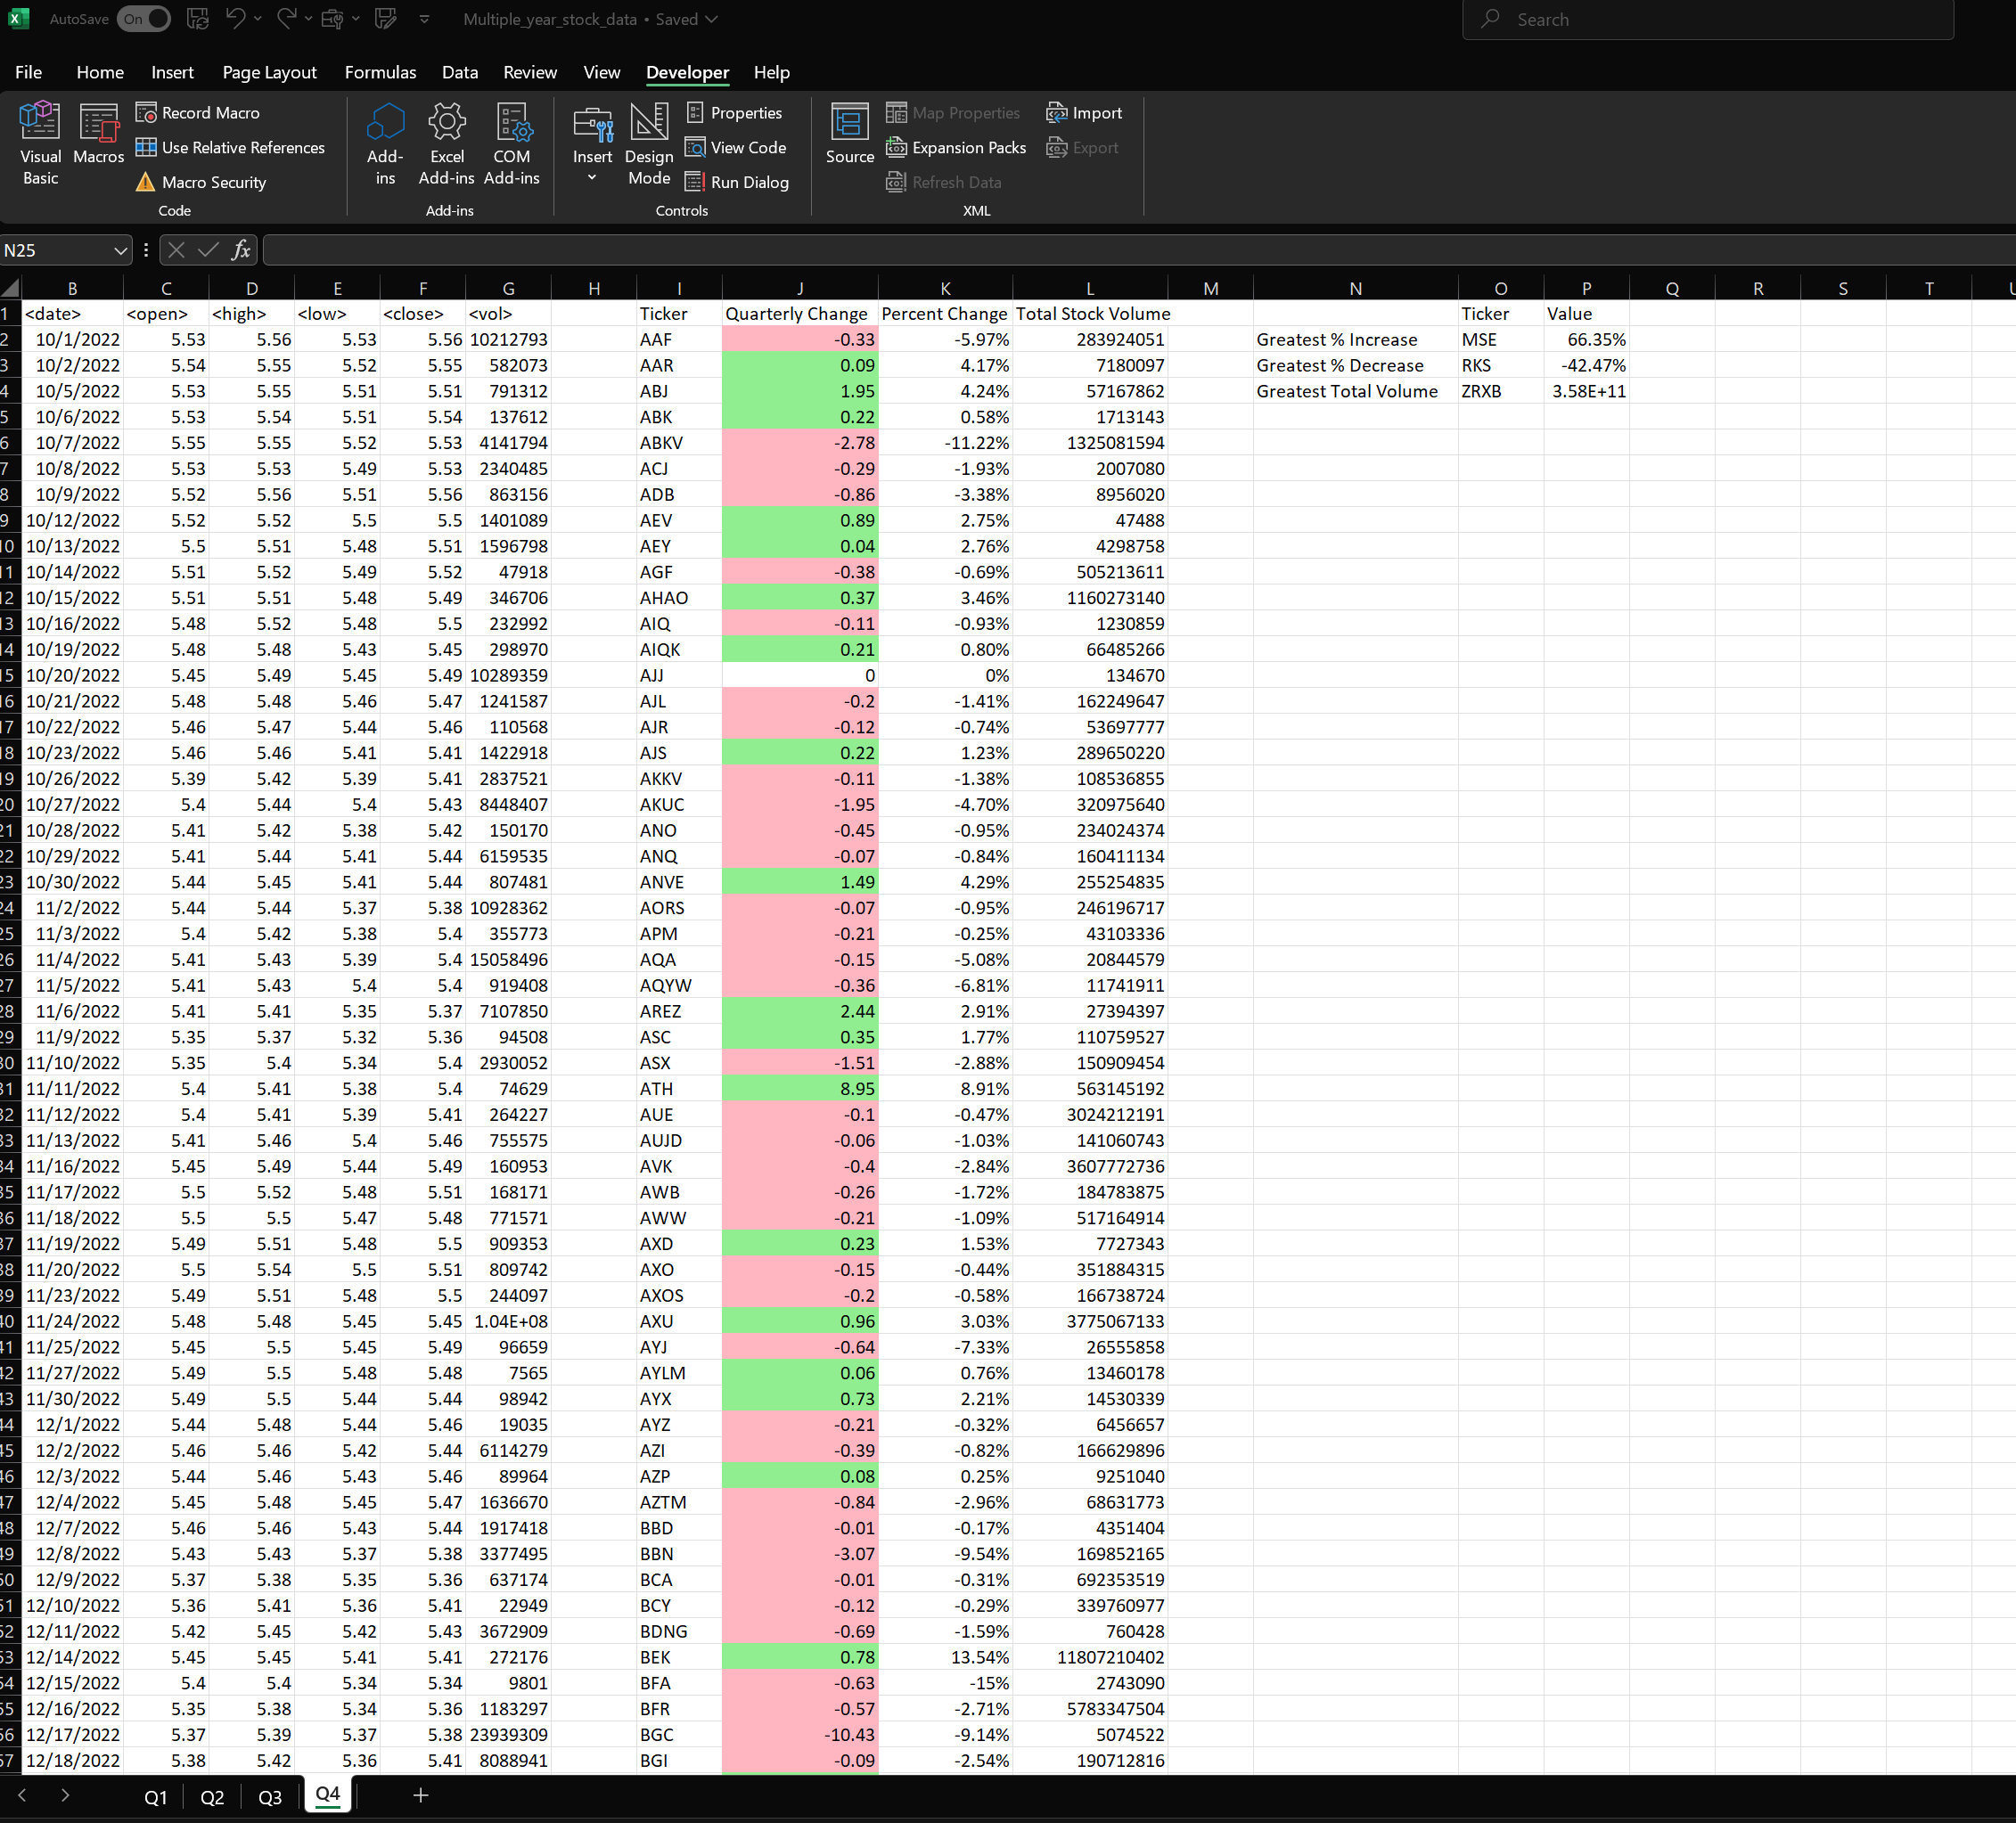 AutoSave On Multiple_year_stock_data • Saved Search
File Home Insert Page Layout Formulas Data Review View Developer Help
Visual Basic Macros Record Macro Use Relative References Macro Security Code
Add-ins Excel Add-ins COM Add-ins Add-ins
Insert Design Mode Properties View Code Run Dialog Controls
Source Map Properties Expansion Packs Refresh Data Import Export XML
N25 fx
B C D E F G H I J K L M N O P Q R S T
1 <date> <open> <high> <low> <close> <vol> Ticker Quarterly Change Percent Change Total Stock Volume Ticker Value
2 10/1/2022 5.53 5.56 5.53 5.56 10212793 AAF -0.33 -5.97% 283924051 Greatest % Increase MSE 66.35%
3 10/2/2022 5.54 5.55 5.52 5.55 582073 AAR 0.09 4.17% 7180097 Greatest % Decrease RKS -42.47%
4 10/5/2022 5.53 5.55 5.51 5.51 791312 ABJ 1.95 4.24% 57167862 Greatest Total Volume ZRXB 3.58E+11
5 10/6/2022 5.53 5.54 5.51 5.54 137612 ABK 0.22 0.58% 1713143
6 10/7/2022 5.55 5.55 5.52 5.53 4141794 ABKV -2.78 -11.22% 1325081594
7 10/8/2022 5.53 5.53 5.49 5.53 2340485 ACJ -0.29 -1.93% 2007080
8 10/9/2022 5.52 5.56 5.51 5.56 863156 ADB -0.86 -3.38% 8956020
9 10/12/2022 5.52 5.52 5.5 5.5 1401089 AEV 0.89 2.75% 47488
10 10/13/2022 5.5 5.51 5.48 5.51 1596798 AEY 0.04 2.76% 4298758
11 10/14/2022 5.51 5.52 5.49 5.52 47918 AGF -0.38 -0.69% 505213611
12 10/15/2022 5.51 5.51 5.48 5.49 346706 AHAO 0.37 3.46% 1160273140
13 10/16/2022 5.48 5.52 5.48 5.5 232992 AIQ -0.11 -0.93% 1230859
14 10/19/2022 5.48 5.48 5.43 5.45 298970 AIQK 0.21 0.80% 66485266
15 10/20/2022 5.45 5.49 5.45 5.49 10289359 AJJ 0 0% 134670
16 10/21/2022 5.48 5.48 5.46 5.47 1241587 AJL -0.2 -1.41% 162249647
17 10/22/2022 5.46 5.47 5.44 5.46 110568 AJR -0.12 -0.74% 53697777
18 10/23/2022 5.46 5.46 5.41 5.41 1422918 AJS 0.22 1.23% 289650220
19 10/26/2022 5.39 5.42 5.39 5.41 2837521 AKKV -0.11 -1.38% 108536855
20 10/27/2022 5.4 5.44 5.4 5.43 8448407 AKUC -1.95 -4.70% 320975640
21 10/28/2022 5.41 5.42 5.38 5.42 150170 ANO -0.45 -0.95% 234024374
22 10/29/2022 5.41 5.44 5.41 5.44 6159535 ANQ -0.07 -0.84% 160411134
23 10/30/2022 5.44 5.45 5.41 5.44 807481 ANVE 1.49 4.29% 255254835
24 11/2/2022 5.44 5.44 5.37 5.38 10928362 AORS -0.07 -0.95% 246196717
25 11/3/2022 5.4 5.42 5.38 5.4 355773 APM -0.21 -0.25% 43103336
26 11/4/2022 5.41 5.43 5.39 5.4 15058496 AQA -0.15 -5.08% 20844579
27 11/5/2022 5.41 5.43 5.4 5.4 919408 AQYW -0.36 -6.81% 11741911
28 11/6/2022 5.41 5.41 5.35 5.37 7107850 AREZ 2.44 2.91% 27394397
29 11/9/2022 5.35 5.37 5.32 5.36 94508 ASC 0.35 1.77% 110759527
30 11/10/2022 5.35 5.4 5.34 5.4 2930052 ASX -1.51 -2.88% 150909454
31 11/11/2022 5.4 5.41 5.38 5.4 74629 ATH 8.95 8.91% 563145192
32 11/12/2022 5.4 5.41 5.39 5.41 264227 AUE -0.1 -0.47% 3024212191
33 11/13/2022 5.41 5.46 5.4 5.46 755575 AUJD -0.06 -1.03% 141060743
34 11/16/2022 5.45 5.49 5.44 5.49 160953 AVK -0.4 -2.84% 3607772736
35 11/17/2022 5.5 5.52 5.48 5.51 168171 AWB -0.26 -1.72% 184783875
36 11/18/2022 5.5 5.5 5.47 5.48 771571 AWW -0.21 -1.09% 517164914
37 11/19/2022 5.49 5.51 5.48 5.5 909353 AXD 0.23 1.53% 7727343
38 11/20/2022 5.5 5.54 5.5 5.51 809742 AXO -0.15 -0.44% 351884315
39 11/23/2022 5.49 5.51 5.48 5.5 244097 AXOS -0.2 -0.58% 166738724
40 11/24/2022 5.48 5.48 5.45 5.45 1.04E+08 AXU 0.96 3.03% 3775067133
41 11/25/2022 5.45 5.5 5.45 5.49 96659 AYJ -0.64 -7.33% 26555858
42 11/27/2022 5.49 5.5 5.48 5.48 7565 AYLM 0.06 0.76% 13460178
43 11/30/2022 5.49 5.5 5.44 5.44 98942 AYX 0.73 2.21% 14530339
44 12/1/2022 5.44 5.48 5.44 5.46 19035 AYZ -0.21 -0.32% 6456657
45 12/2/2022 5.46 5.46 5.42 5.44 6114279 AZI -0.39 -0.82% 166629896
46 12/3/2022 5.44 5.46 5.43 5.46 89964 AZP 0.08 0.25% 9251040
47 12/4/2022 5.45 5.48 5.45 5.47 1636670 AZTM -0.84 -2.96% 68631773
48 12/7/2022 5.46 5.46 5.43 5.44 1917418 BBD -0.01 -0.17% 4351404
49 12/8/2022 5.43 5.43 5.37 5.38 3377495 BBN -3.07 -9.54% 169852165
50 12/9/2022 5.37 5.38 5.35 5.36 637174 BCA -0.01 -0.31% 692353519
51 12/10/2022 5.36 5.41 5.36 5.41 22949 BCY -0.12 -0.29% 339760977
52 12/11/2022 5.42 5.45 5.42 5.43 3672909 BDNG -0.69 -1.59% 760428
53 12/14/2022 5.45 5.45 5.41 5.41 272176 BEK 0.78 13.54% 11807210402
54 12/15/2022 5.4 5.4 5.34 5.34 9801 BFA -0.63 -15% 2743090
55 12/16/2022 5.35 5.38 5.34 5.36 1183297 BFR -0.57 -2.71% 5783347504
56 12/17/2022 5.37 5.39 5.37 5.38 23939309 BGC -10.43 -9.14% 5074522
57 12/18/2022 5.38 5.42 5.36 5.41 8088941 BGI -0.09 -2.54% 190712816
Q1 Q2 Q3 Q4 +